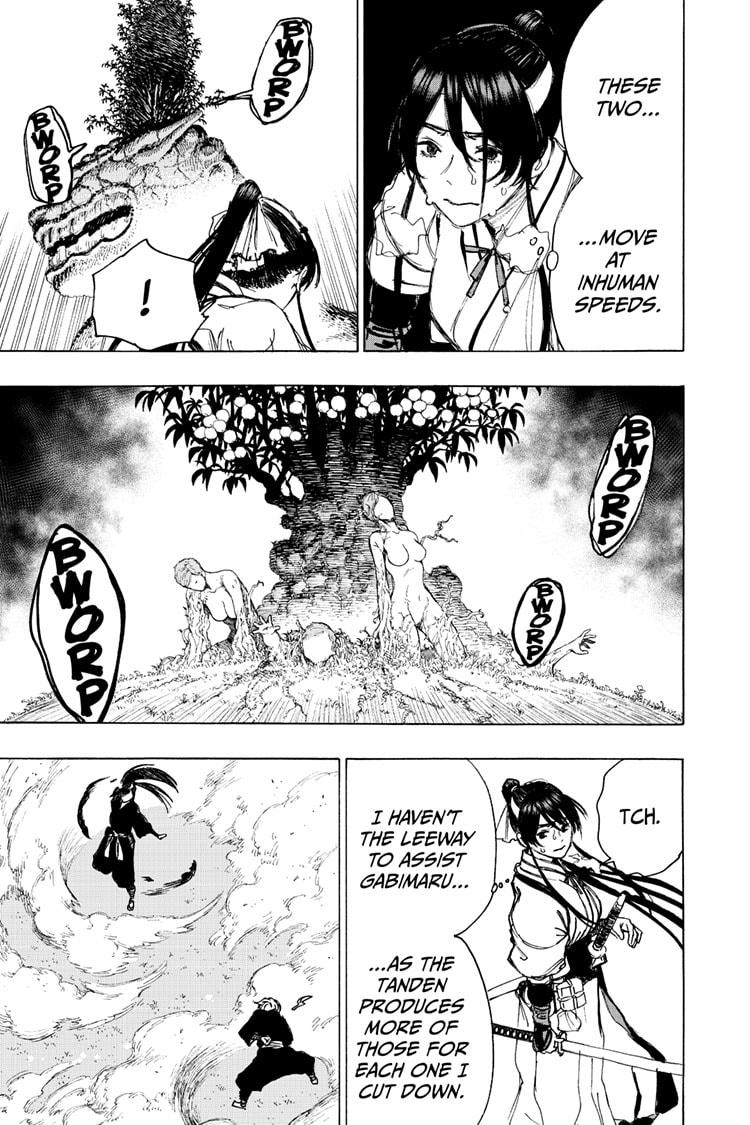 THESE
TWO...
...MOVE
AT
INHUMAN
SPEEDS.
BWORP
BWORP
!
BWORP
BWORP
BWORP
TCH.
I HAVEN'T
THE LEEWAY
TO ASSIST
GABIMARU...
...AS THE
TANDEN
PRODUCES
MORE OF
THOSE FOR
EACH ONE I
CUT DOWN.